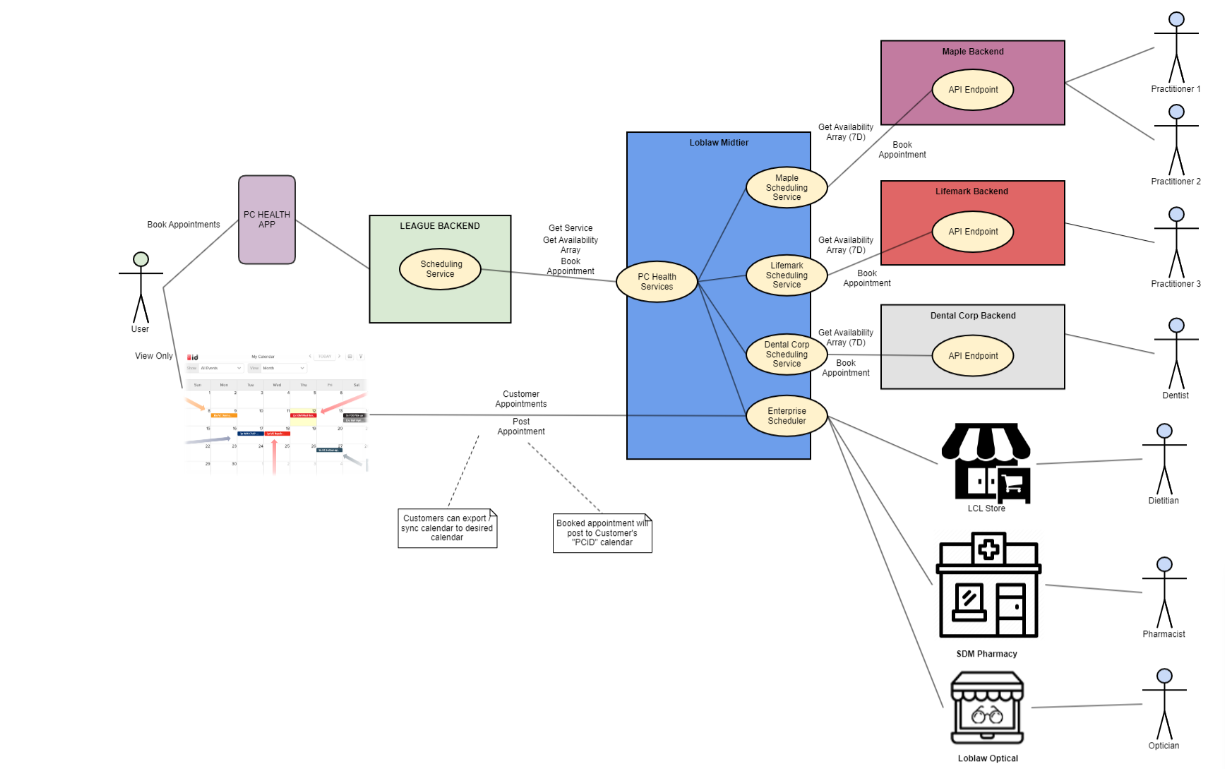 Maple Backend
API Endpoint
Practitioner 1
Practitioner 2
Get Availability
Array (7D)
Book
Appointment
Loblaw Midtier
Maple
Scheduling
Service
Lifemark Backend
API Endpoint
Practitioner 3
Get Availability
Array (7D)
Book
Appointment
PC HEALTH
APP
Book Appointments
User
View Only
LEAGUE BACKEND
Scheduling
Service
Get Service
Get Availability
Array
Book
Appointment
PC Health
Services
Lifemark
Scheduling
Service
Dental Corp Backend
API Endpoint
Dentist
Get Availability
Array (7D)
Book
Appointment
Dental Corp
Scheduling
Service
Enterprise
Scheduler
id
My Calendar
All Events
Month
Sun Mon Tue Wed Thu Fri Sat
Customer
Appointments
Post
Appointment
Customers can export /
sync calendar to desired
calendar
Booked appointment will
post to Customer's
"PCiD" calendar
LCL Store
Dietitian
SDM Pharmacy
Pharmacist
Loblaw Optical
Optician